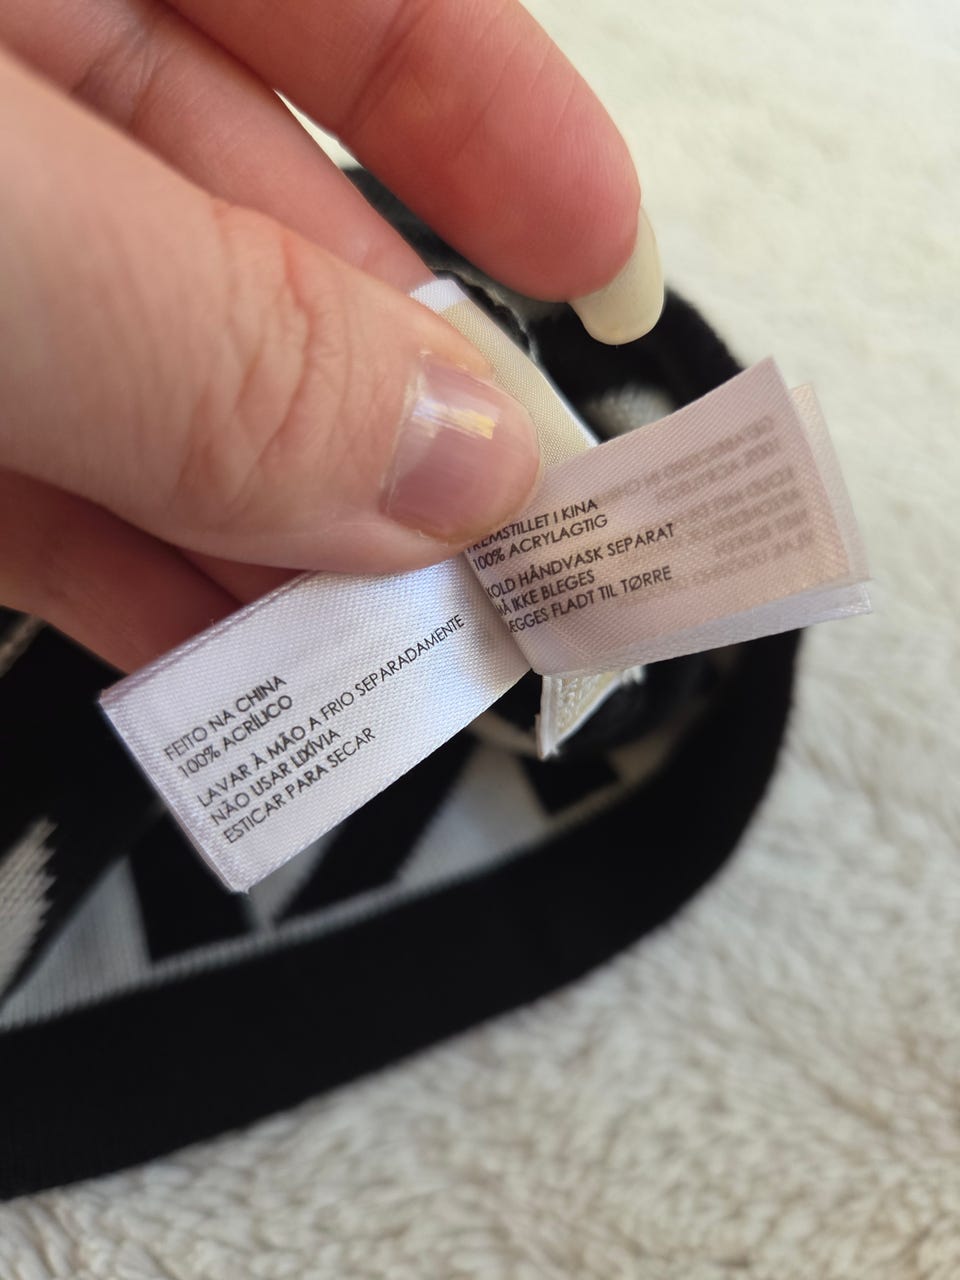 FEITO NA CHINA
100% ACRÍLICO
LAVAR À MÃO A FRIO SEPARADAMENTE
NÃO USAR LIXÍVIA
ESTICAR PARA SECAR
FREMSTILLET I KINA
100% ACRYLAGTIG
KOLD HÅNDVASK SEPARAT
MÅ IKKE BLEGES
LÆGGES FLADT TIL TØRRE